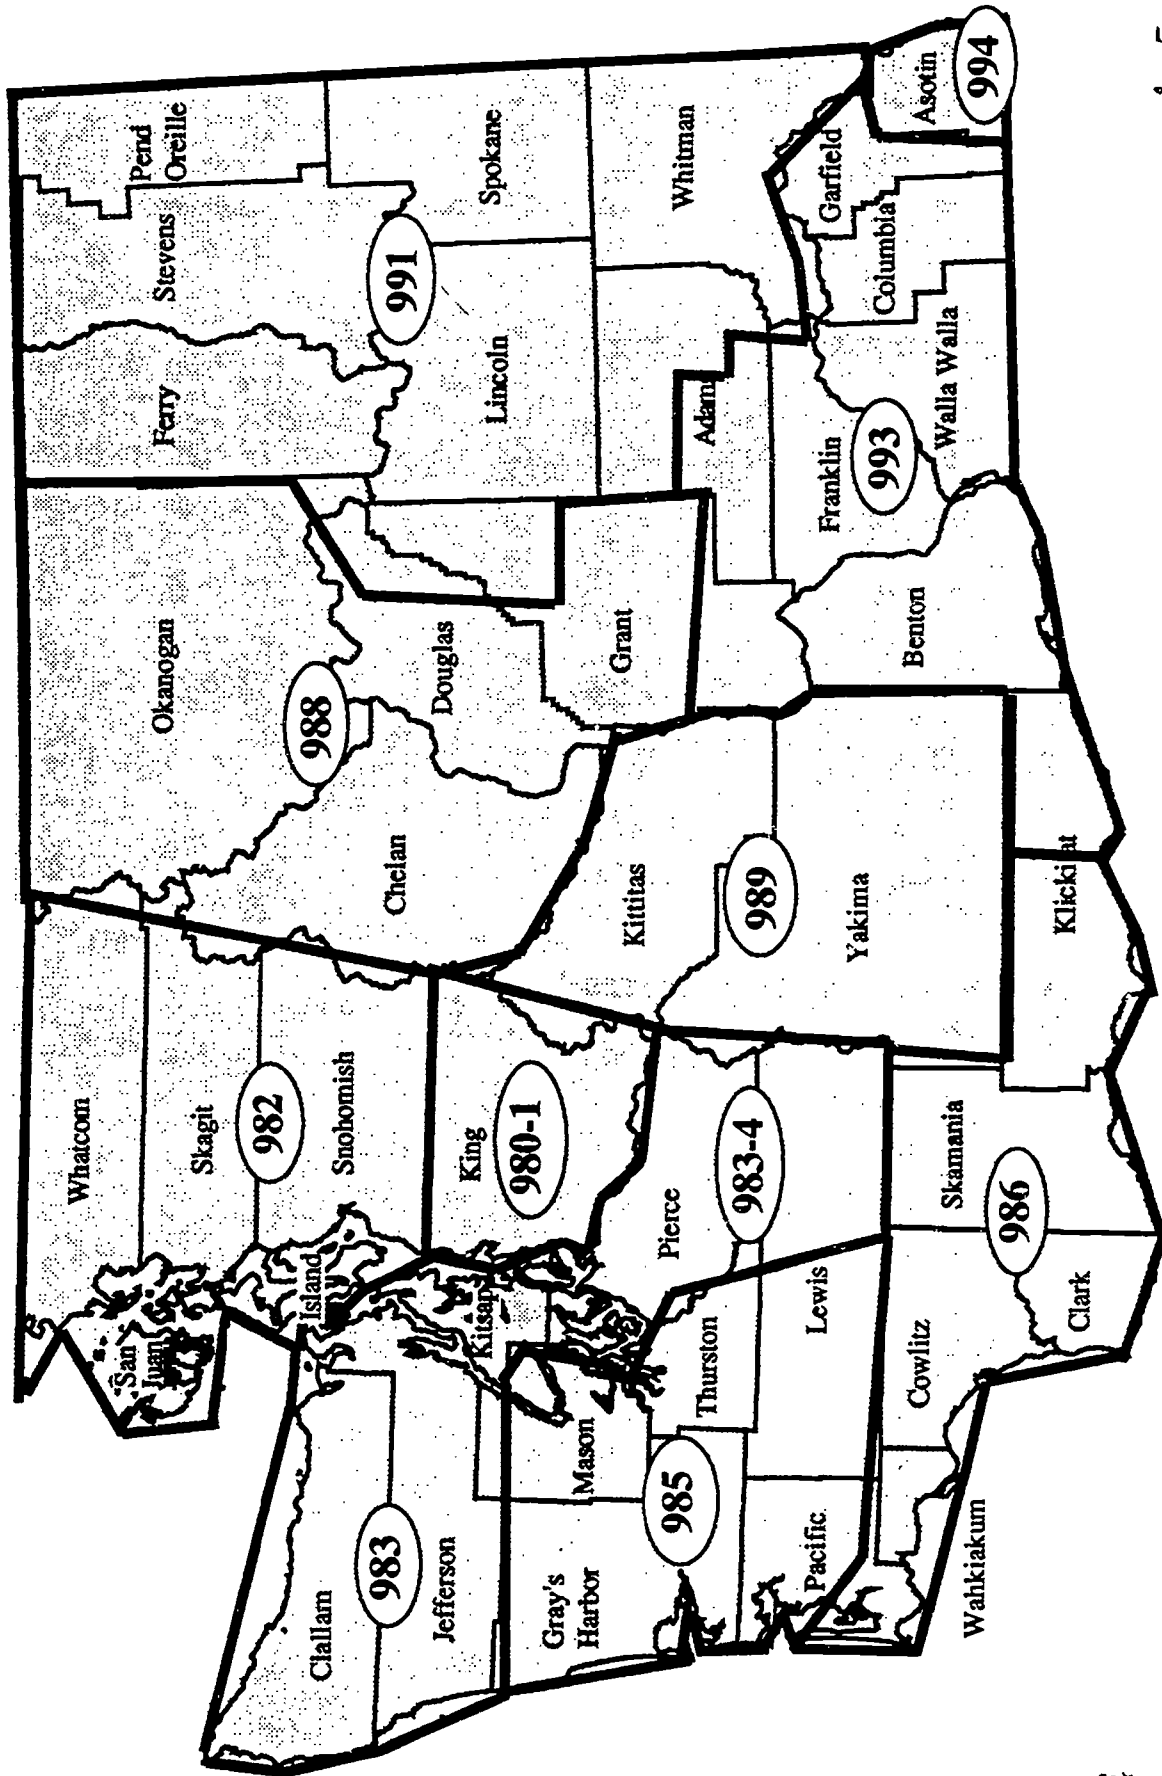 Whatcom
San
Juan
Skagit
982
Island
Snohomish
Okanogan
988
Ferry
Stevens
Pend
Oreille
991
Clallam
983
Jefferson
Kitsap
King
980-1
Chelan
Douglas
Lincoln
Spokane
Gray's
Harbor
Mason
985
Thurston
Pierce
983-4
Kittitas
989
Grant
Adam
Whitman
Pacific
Lewis
Yakima
Franklin
993
Benton
Walla Walla
Columbia
Garfield
Asotin
994
Wahkiakum
Cowlitz
Clark
986
Skamania
Klickitat